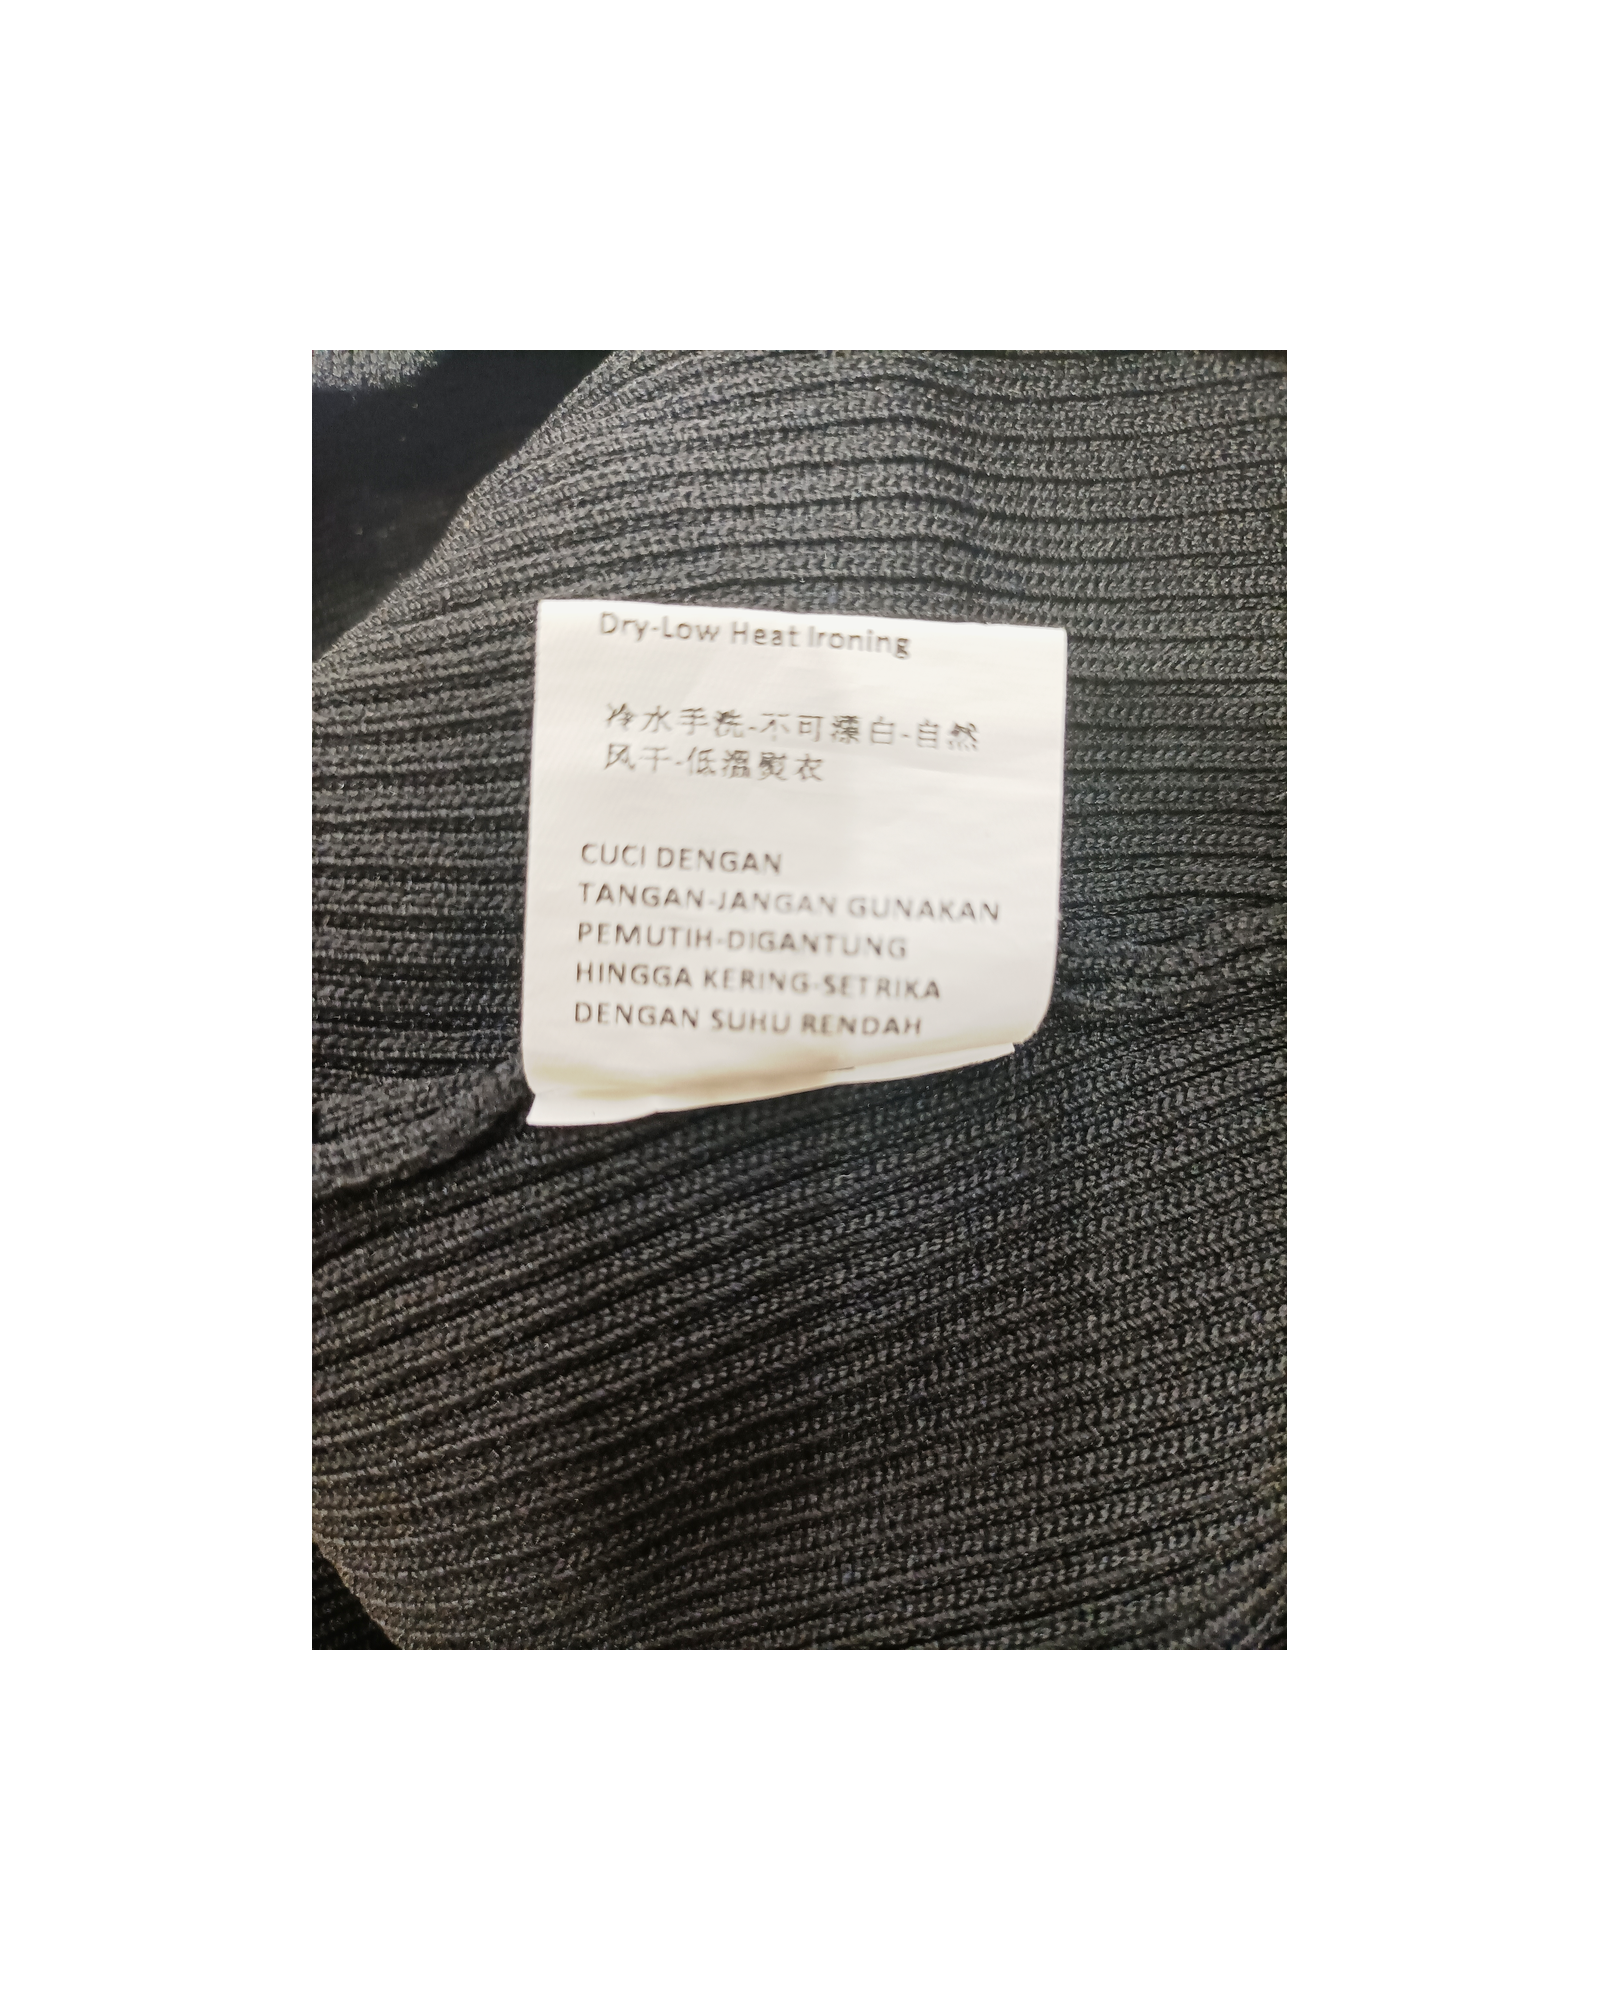 Dry-Low Heat Ironing
冷水手洗-不可漂白-自然
风干-低温熨衣
CUCI DENGAN
TANGAN-JANGAN GUNAKAN
PEMUTIH-DIGANTUNG
HINGGA KERING-SETRIKA
DENGAN SUHU RENDAH